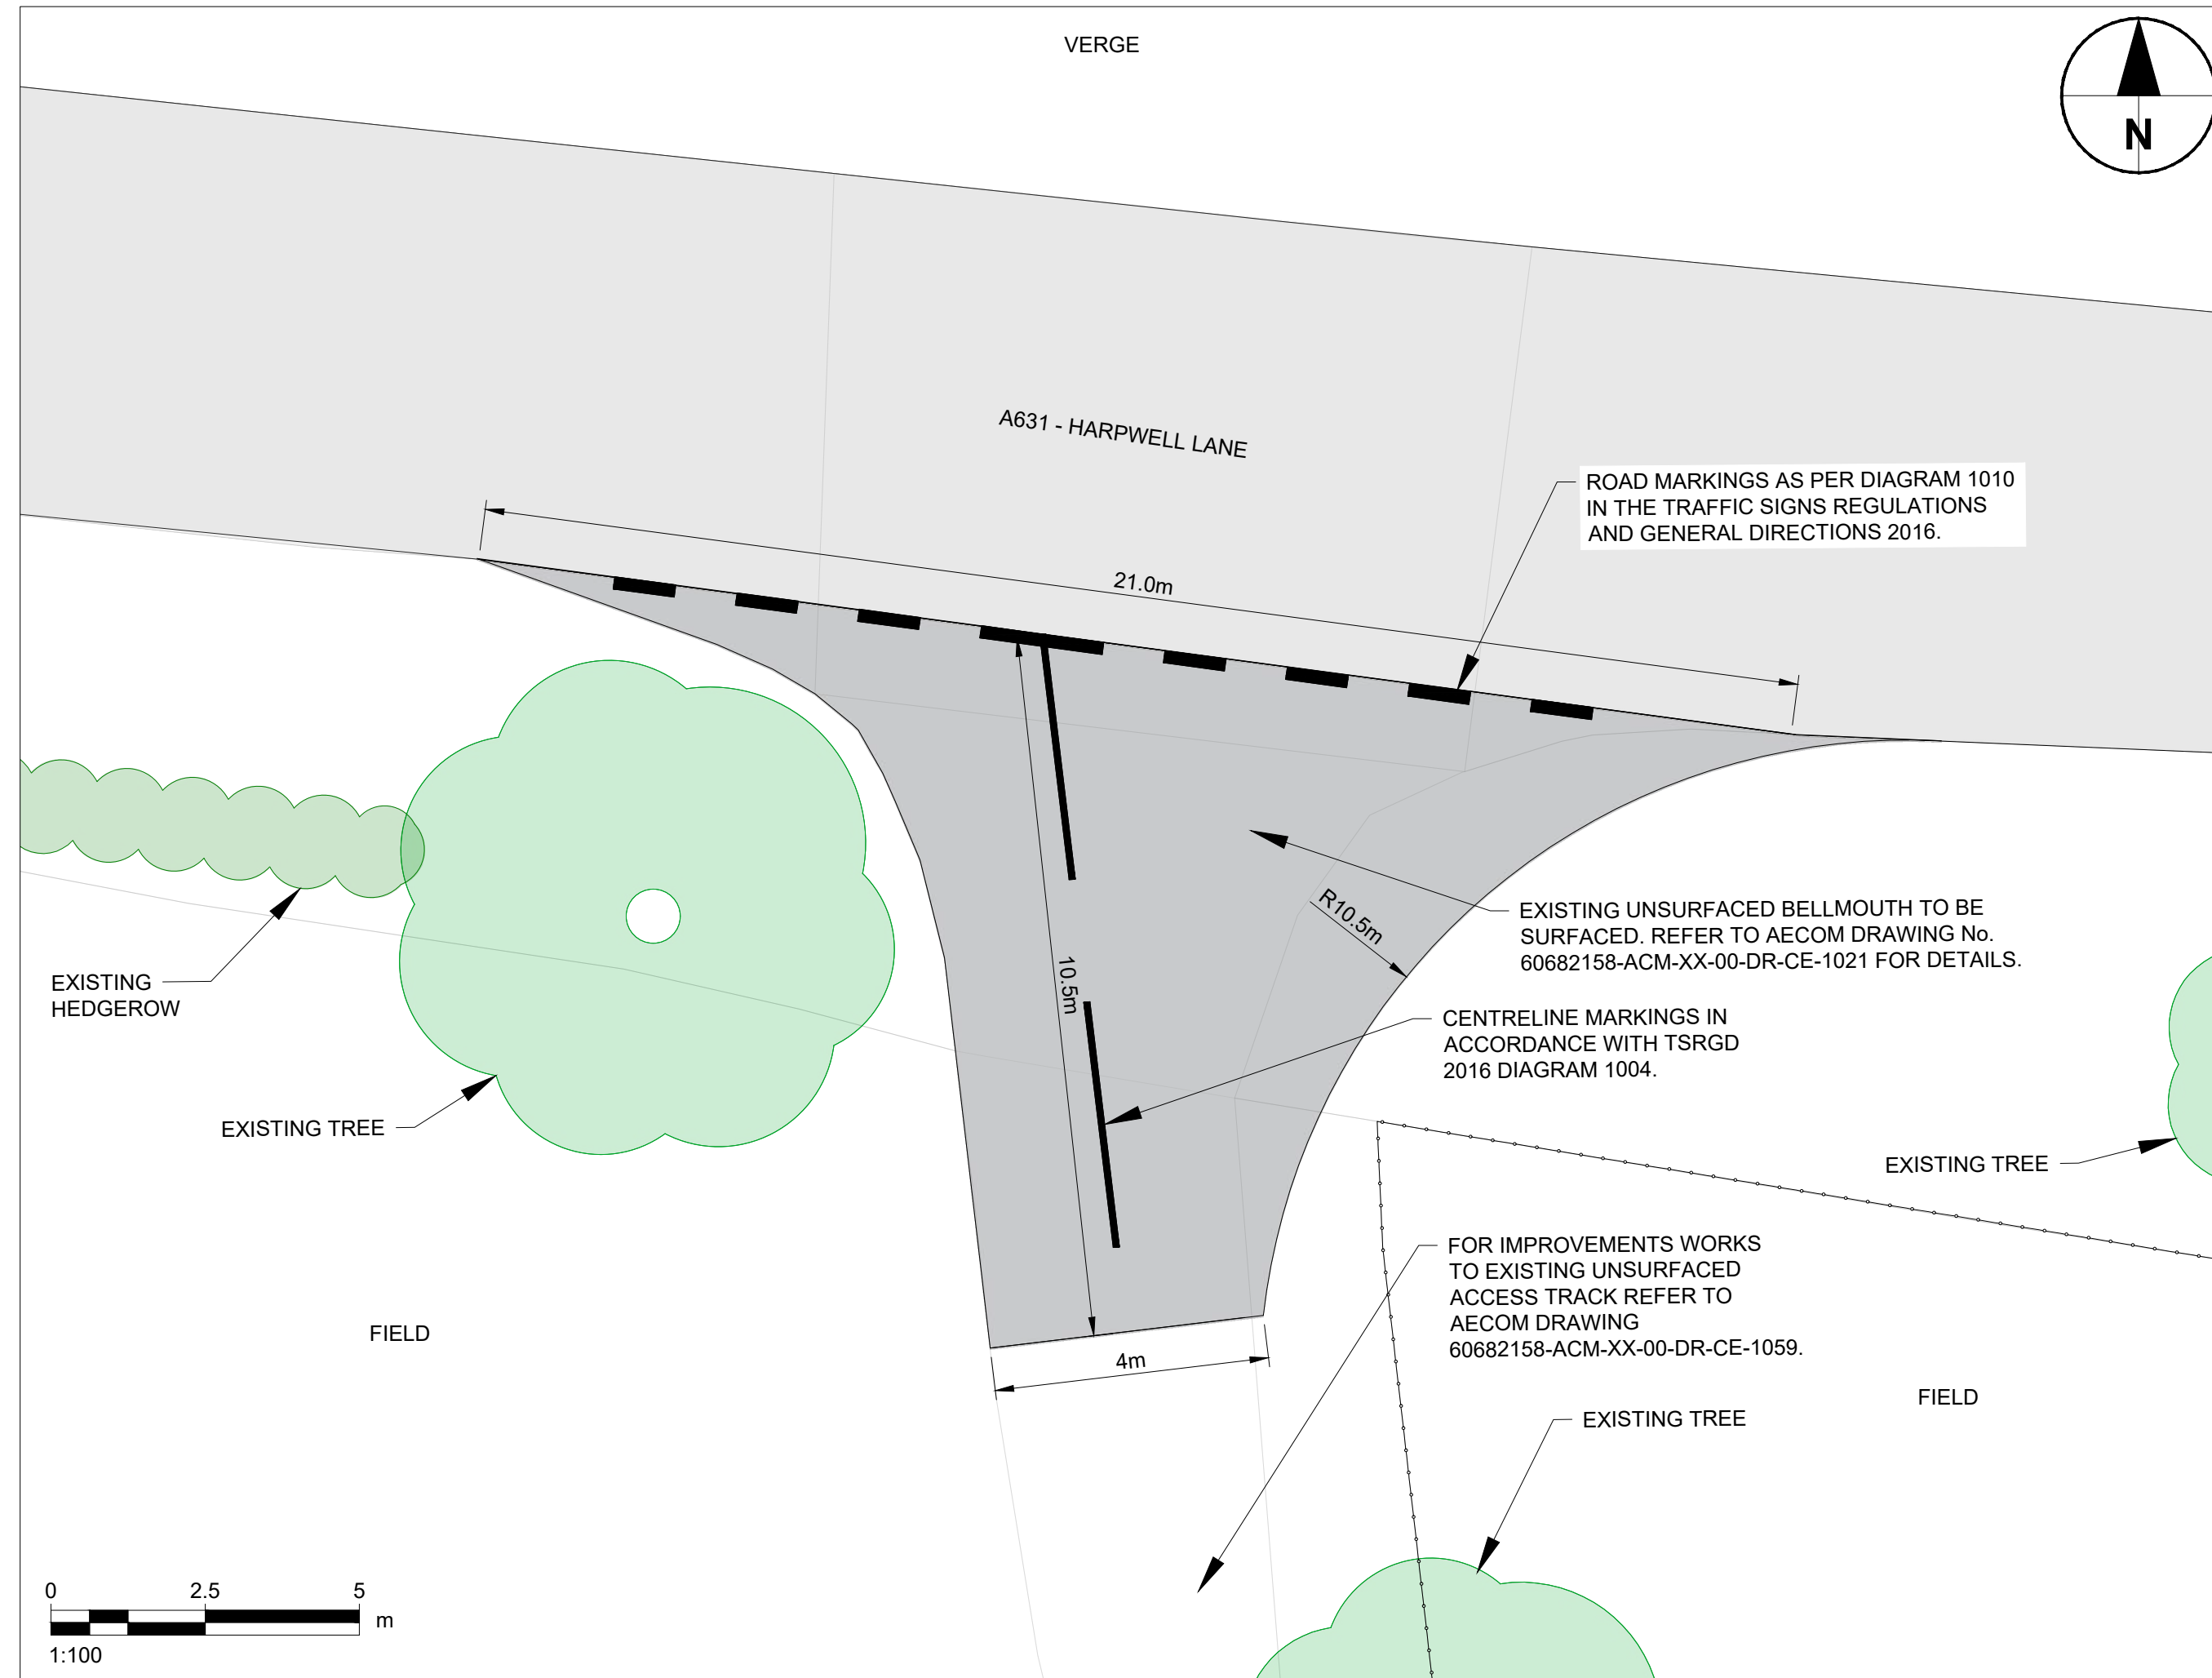 VERGE
N
A631 - HARPWELL LANE
ROAD MARKINGS AS PER DIAGRAM 1010
IN THE TRAFFIC SIGNS REGULATIONS
AND GENERAL DIRECTIONS 2016.
21.0m
R10.5m
EXISTING UNSURFACED BELLMOUTH TO BE
SURFACED. REFER TO AECOM DRAWING No.
60682158-ACM-XX-00-DR-CE-1021 FOR DETAILS.
10.5m
EXISTING
HEDGEROW
CENTRELINE MARKINGS IN
ACCORDANCE WITH TSRGD
2016 DIAGRAM 1004.
EXISTING TREE
EXISTING TREE
FOR IMPROVEMENTS WORKS
TO EXISTING UNSURFACED
ACCESS TRACK REFER TO
AECOM DRAWING
60682158-ACM-XX-00-DR-CE-1059.
FIELD
4m
FIELD
EXISTING TREE
0 2.5 5
m
1:100